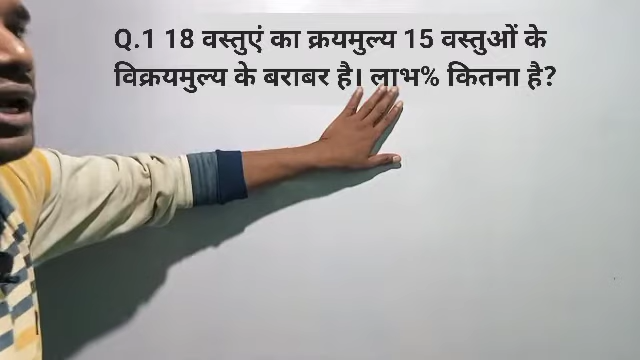 Q.1 18 वस्तुएं का क्रयमुल्य 15 वस्तुओं के
विक्रयमुल्य के बराबर है। लाभ% कितना है?